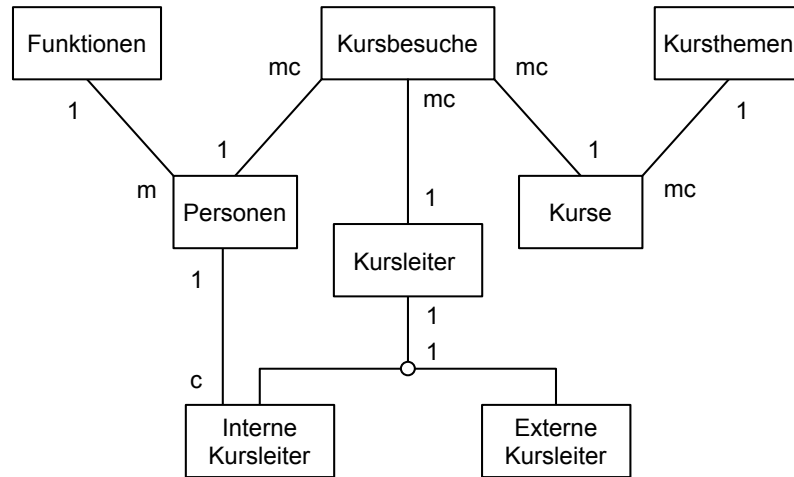 Funktionen
Kursbesuche
Kursthemen
mc
mc
mc
1
1
1
1
m
mc
Personen
1
Kurse
Kursleiter
1
1
1
c
Interne
Kursleiter
Externe
Kursleiter